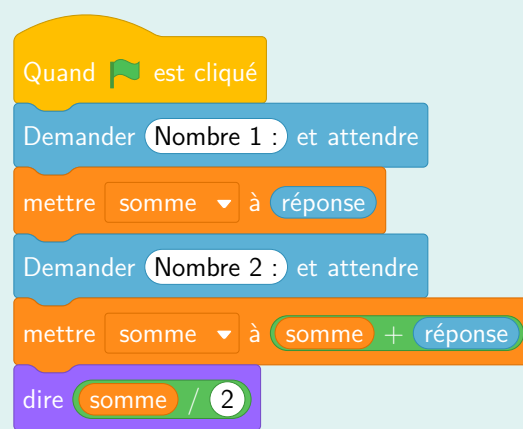 Quand est cliqué
Demander Nombre 1 : et attendre
mettre somme à réponse
Demander Nombre 2 : et attendre
mettre somme à somme + réponse
dire somme / 2